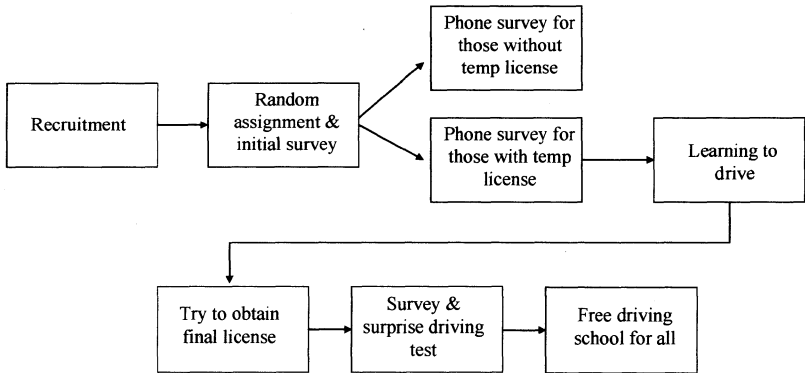 Recruitment
Random
assignment &
initial survey
Phone survey for
those without
temp license
Phone survey for
those with temp
license
Learning to
drive
Try to obtain
final license
Survey &
surprise driving
test
Free driving
school for all